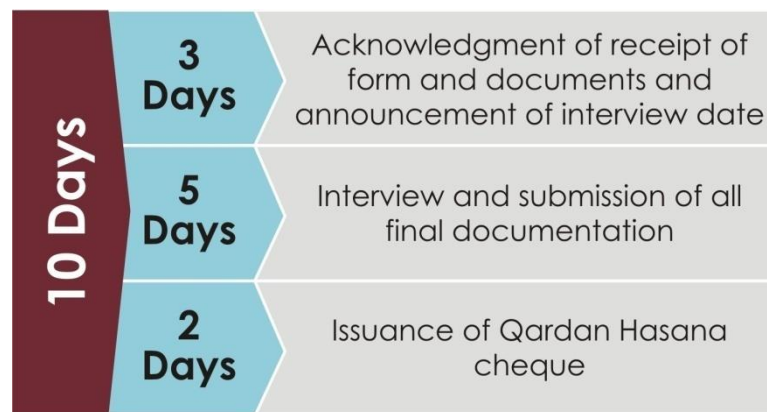 10 Days
3
Days
Acknowledgment of receipt of
form and documents and
announcement of interview date
5
Days
Interview and submission of all
final documentation
2
Days
Issuance of Qardan Hasana
cheque